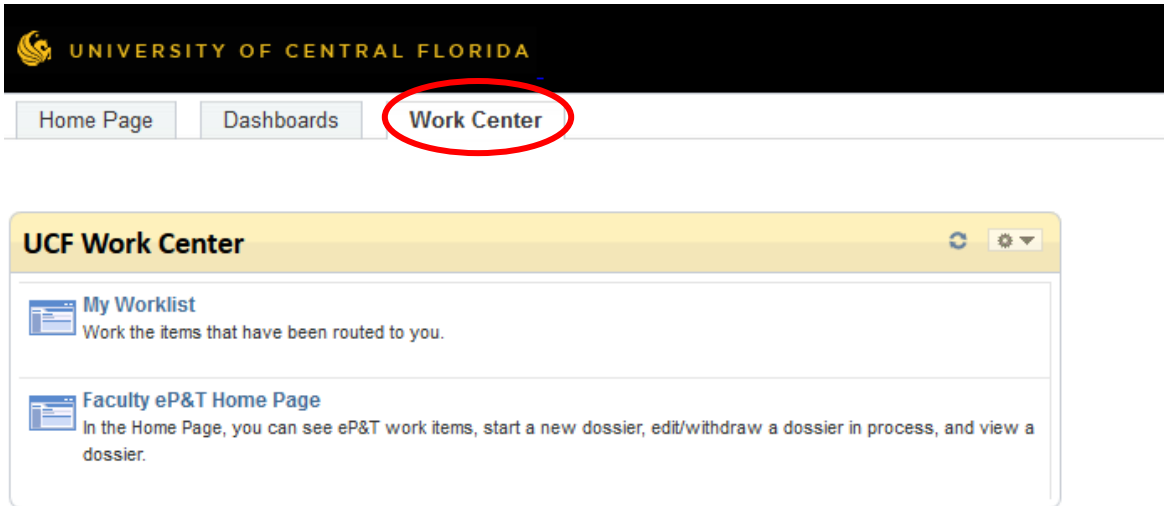 UNIVERSITY OF CENTRAL FLORIDA
Home Page Dashboards Work Center
UCF Work Center
My Worklist
Work the items that have been routed to you.
Faculty eP&T Home Page
In the Home Page, you can see eP&T work items, start a new dossier, edit/withdraw a dossier in process, and view a
dossier.